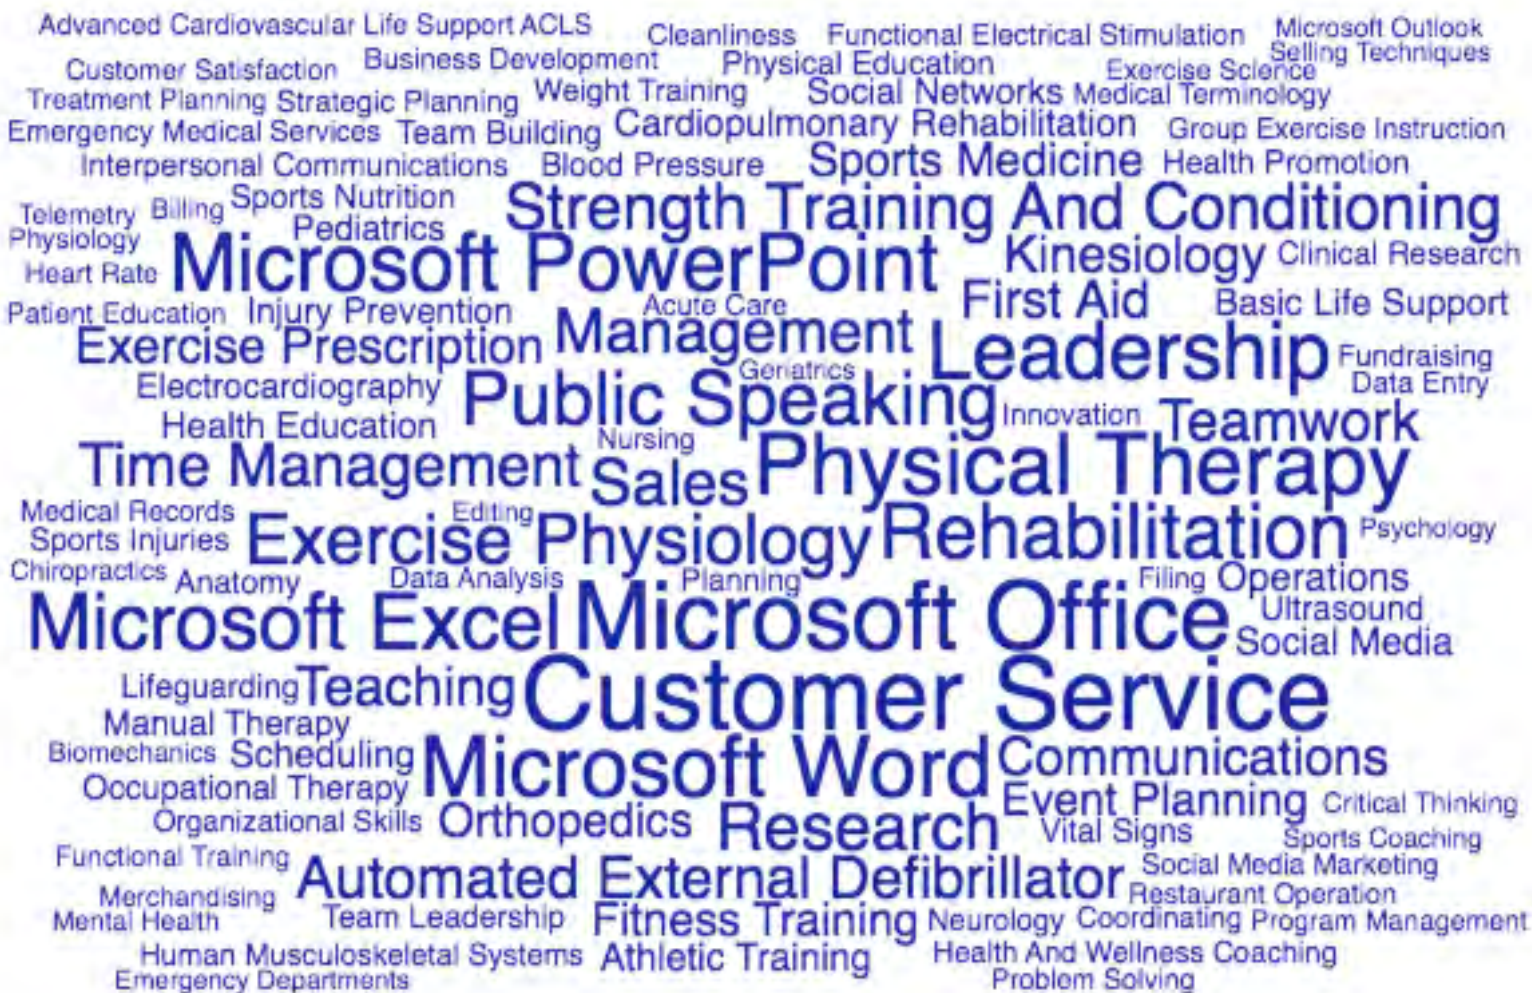 Advanced Cardiovascular Life Support ACLS
Cleanliness
Functional Electrical Stimulation
Microsoft Outlook
Customer Satisfaction
Business Development
Physical Education
Exercise Science
Selling Techniques
Treatment Planning
Strategic Planning
Weight Training
Social Networks
Medical Terminology
Emergency Medical Services
Team Building
Cardiopulmonary Rehabilitation
Group Exercise Instruction
Interpersonal Communications
Blood Pressure
Sports Medicine
Health Promotion
Telemetry
Billing
Sports Nutrition
Strength Training And Conditioning
Physiology
Pediatrics
Heart Rate
Microsoft PowerPoint
Kinesiology
Clinical Research
Patient Education
Injury Prevention
Acute Care
First Aid
Basic Life Support
Exercise Prescription
Management
Leadership
Fundraising
Electrocardiography
Public Speaking
Geriatrics
Data Entry
Health Education
Innovation
Teamwork
Time Management
Nursing
Sales
Physical Therapy
Medical Records
Editing
Sports Injuries
Exercise Physiology
Rehabilitation
Psychology
Chiropractics
Anatomy
Data Analysis
Planning
Filing
Operations
Microsoft Excel
Microsoft Office
Ultrasound
Social Media
Lifeguarding
Teaching
Customer Service
Manual Therapy
Biomechanics
Scheduling
Microsoft Word
Communications
Occupational Therapy
Event Planning
Critical Thinking
Organizational Skills
Orthopedics
Research
Vital Signs
Sports Coaching
Functional Training
Automated External Defibrillator
Social Media Marketing
Merchandising
Restaurant Operation
Mental Health
Team Leadership
Fitness Training
Neurology
Coordinating
Program Management
Human Musculoskeletal Systems
Athletic Training
Health And Wellness Coaching
Emergency Departments
Problem Solving